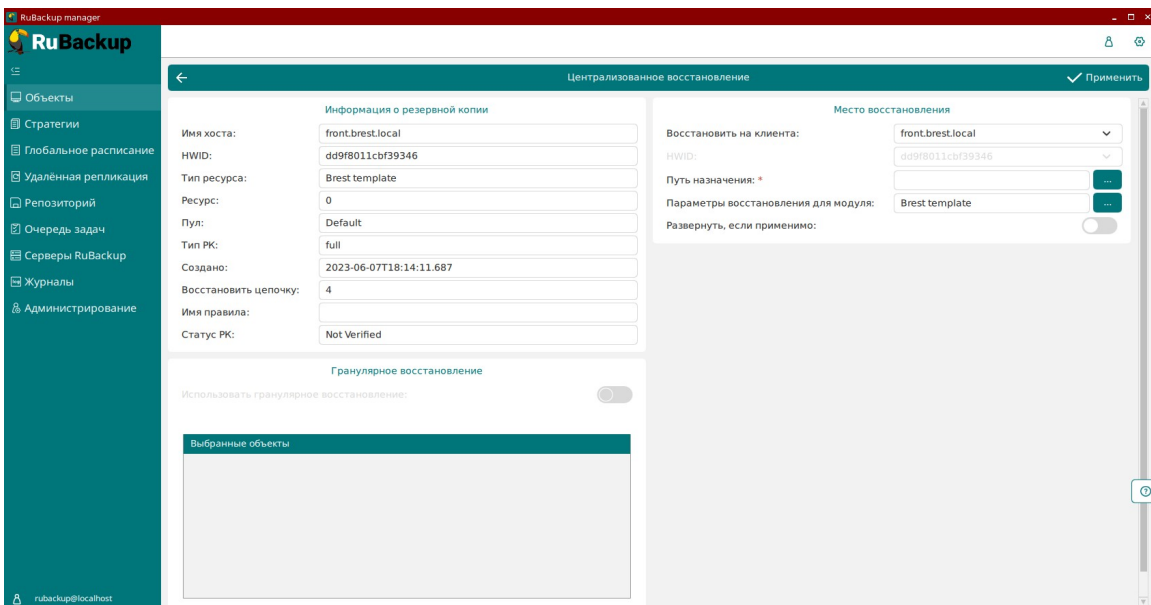 RuBackup manager
RuBackup
Объекты
Стратегии
Глобальное расписание
Удалённая репликация
Репозиторий
Очередь задач
Серверы RuBackup
Журналы
Администрирование
rubackup@localhost
Централизованное восстановление
Применить
Информация о резервной копии
Имя хоста: front.brest.local
HWID: dd9f8011cbf39346
Тип ресурса: Brest template
Ресурс: 0
Пул: Default
Тип РК: full
Создано: 2023-06-07T18:14:11.687
Восстановить цепочку: 4
Имя правила:
Статус РК: Not Verified
Гранулярное восстановление
Использовать гранулярное восстановление:
Выбранные объекты
Место восстановления
Восстановить на клиента: front.brest.local
HWID: dd9f8011cbf39346
Путь назначения: * ...
Параметры восстановления для модуля: Brest template ...
Развернуть, если применимо: